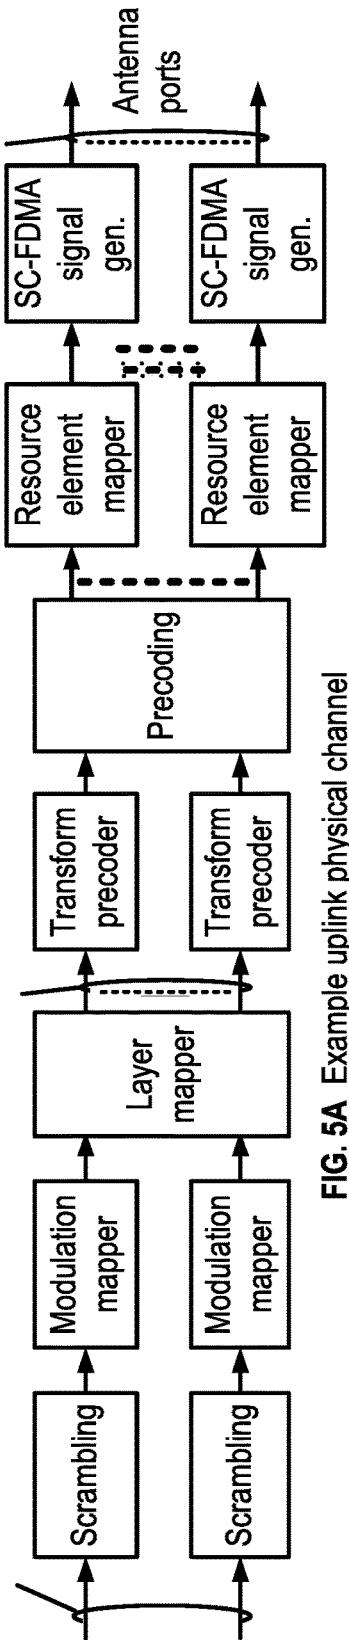 Scrambling
Scrambling
Modulation
mapper
Modulation
mapper
Layer
mapper
Transform
precoder
Transform
precoder
Precoding
Resource
element
mapper
Resource
element
mapper
SC-FDMA
signal
gen.
SC-FDMA
signal
gen.
Antenna
ports
FIG. 5A Example uplink physical channel